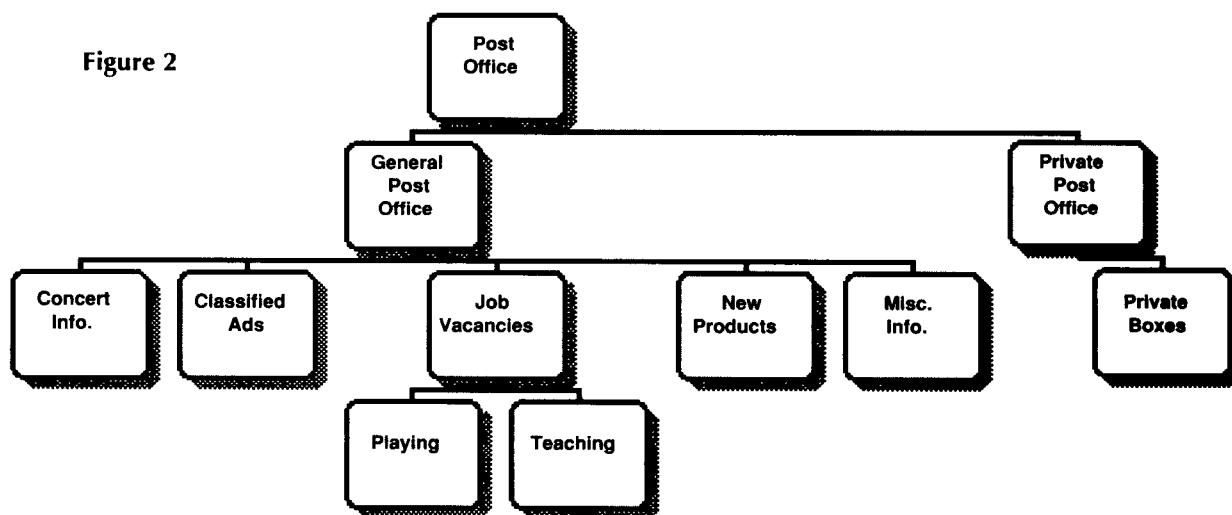 Figure 2
Post
Office
General
Post
Office
Private
Post
Office
Concert
Info.
Classified
Ads
Job
Vacancies
New
Products
Misc.
Info.
Private
Boxes
Playing
Teaching